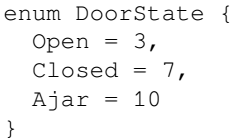 enum DoorState {
  Open = 3,
  Closed = 7,
  Ajar = 10
}